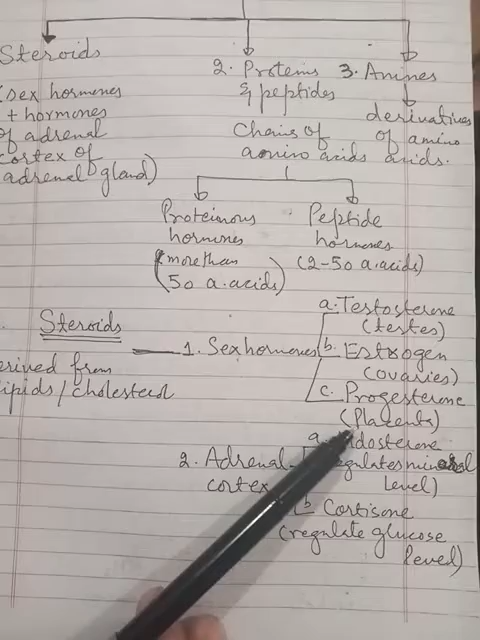 Steroids
2. Proteins & peptides
3. Amines
(sex hormones
+ hormones
of adrenal
cortex of
adrenal gland)
Chains of
amino acids
derivatives
of amino
acids.
Proteinous
hormones
(more than
50 a.acids)
Peptide
hormones
(2-50 a.acids)
Steroids
derived from
lipids/cholesterol
1. Sex hormones
a. Testosterone
(testes)
b. Estrogen
(ovaries)
c. Progesterone
(Placenta)
2. Adrenal
cortex
a. Aldosterone
level)
b Cortisone
(regulate glucose
level)